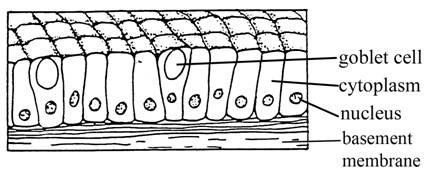 goblet cell
cytoplasm
nucleus
basement
membrane